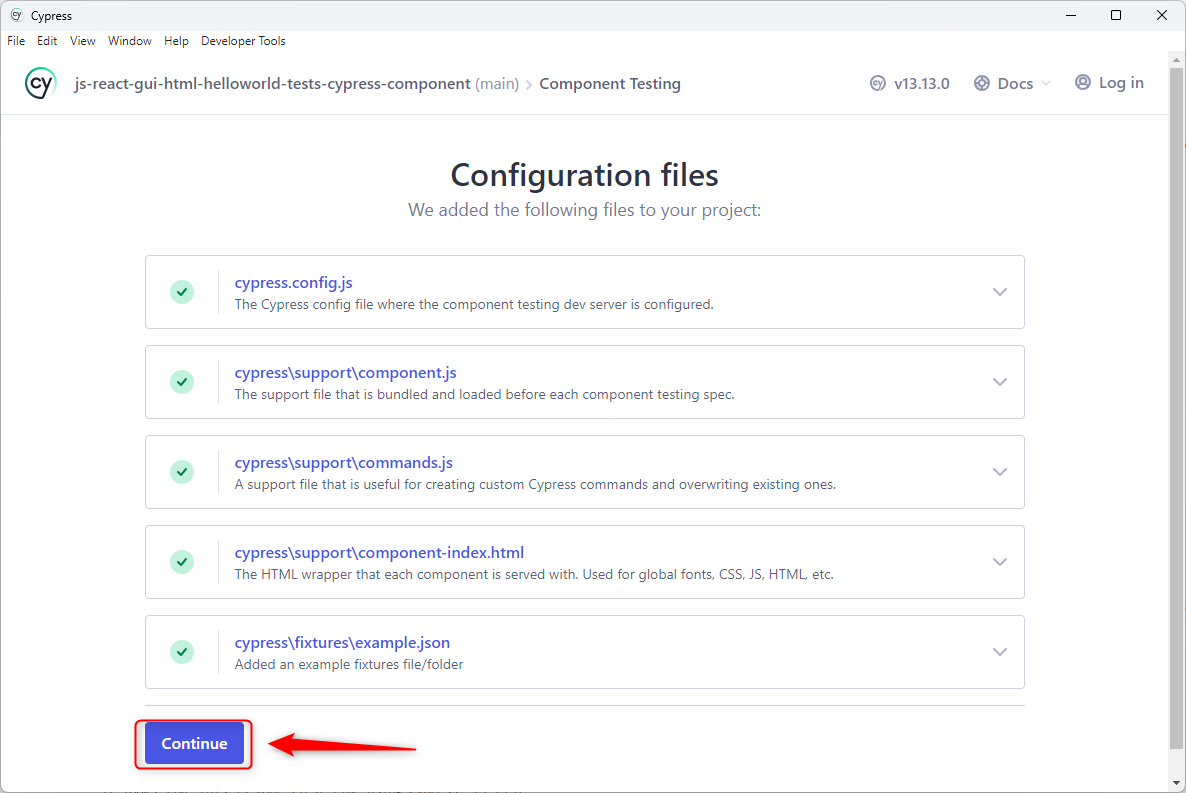 Cypress
File Edit View Window Help Developer Tools
cy js-react-gui-html-helloworld-tests-cypress-component (main) > Component Testing v13.13.0 Docs Log in
Configuration files
We added the following files to your project:
cypress.config.js
The Cypress config file where the component testing dev server is configured.
cypress\support\component.js
The support file that is bundled and loaded before each component testing spec.
cypress\support\commands.js
A support file that is useful for creating custom Cypress commands and overwriting existing ones.
cypress\support\component-index.html
The HTML wrapper that each component is served with. Used for global fonts, CSS, JS, HTML, etc.
cypress\fixtures\example.json
Added an example fixtures file/folder
Continue